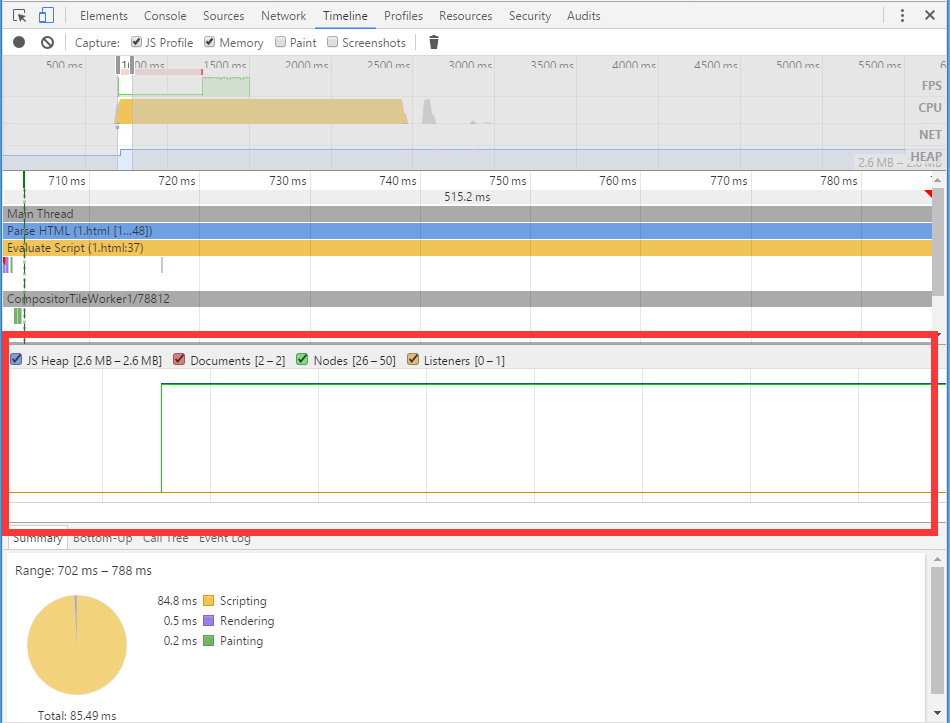 Elements Console Sources Network Timeline Profiles Resources Security Audits
Capture: JS Profile Memory Paint Screenshots
500 ms 1000 ms 1500 ms 2000 ms 2500 ms 3000 ms 3500 ms 4000 ms 4500 ms 5000 ms 5500 ms 6
FPS
CPU
NET
HEAP
2.6 MB – 2.6 MB
710 ms 720 ms 730 ms 740 ms 750 ms 760 ms 770 ms 780 ms
515.2 ms
Main Thread
Parse HTML (1.html [1...48])
Evaluate Script (1.html:37)
CompositorTileWorker1/78812
JS Heap [2.6 MB – 2.6 MB] Documents [2 – 2] Nodes [26 – 50] Listeners [0 – 1]
Summary Bottom-Up Call Tree Event Log
Range: 702 ms – 788 ms
84.8 ms Scripting
0.5 ms Rendering
0.2 ms Painting
Total: 85.49 ms